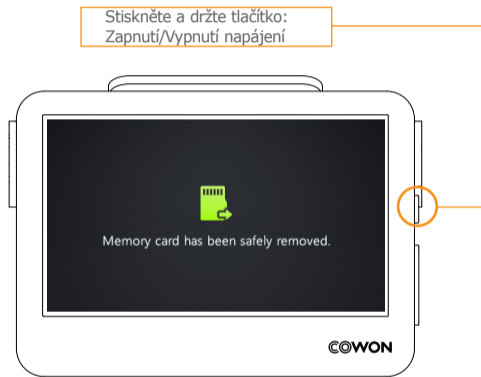 Stiskněte a držte tlačítko:
Zapnutí/Vypnutí napájení
Memory card has been safely removed.
COWON